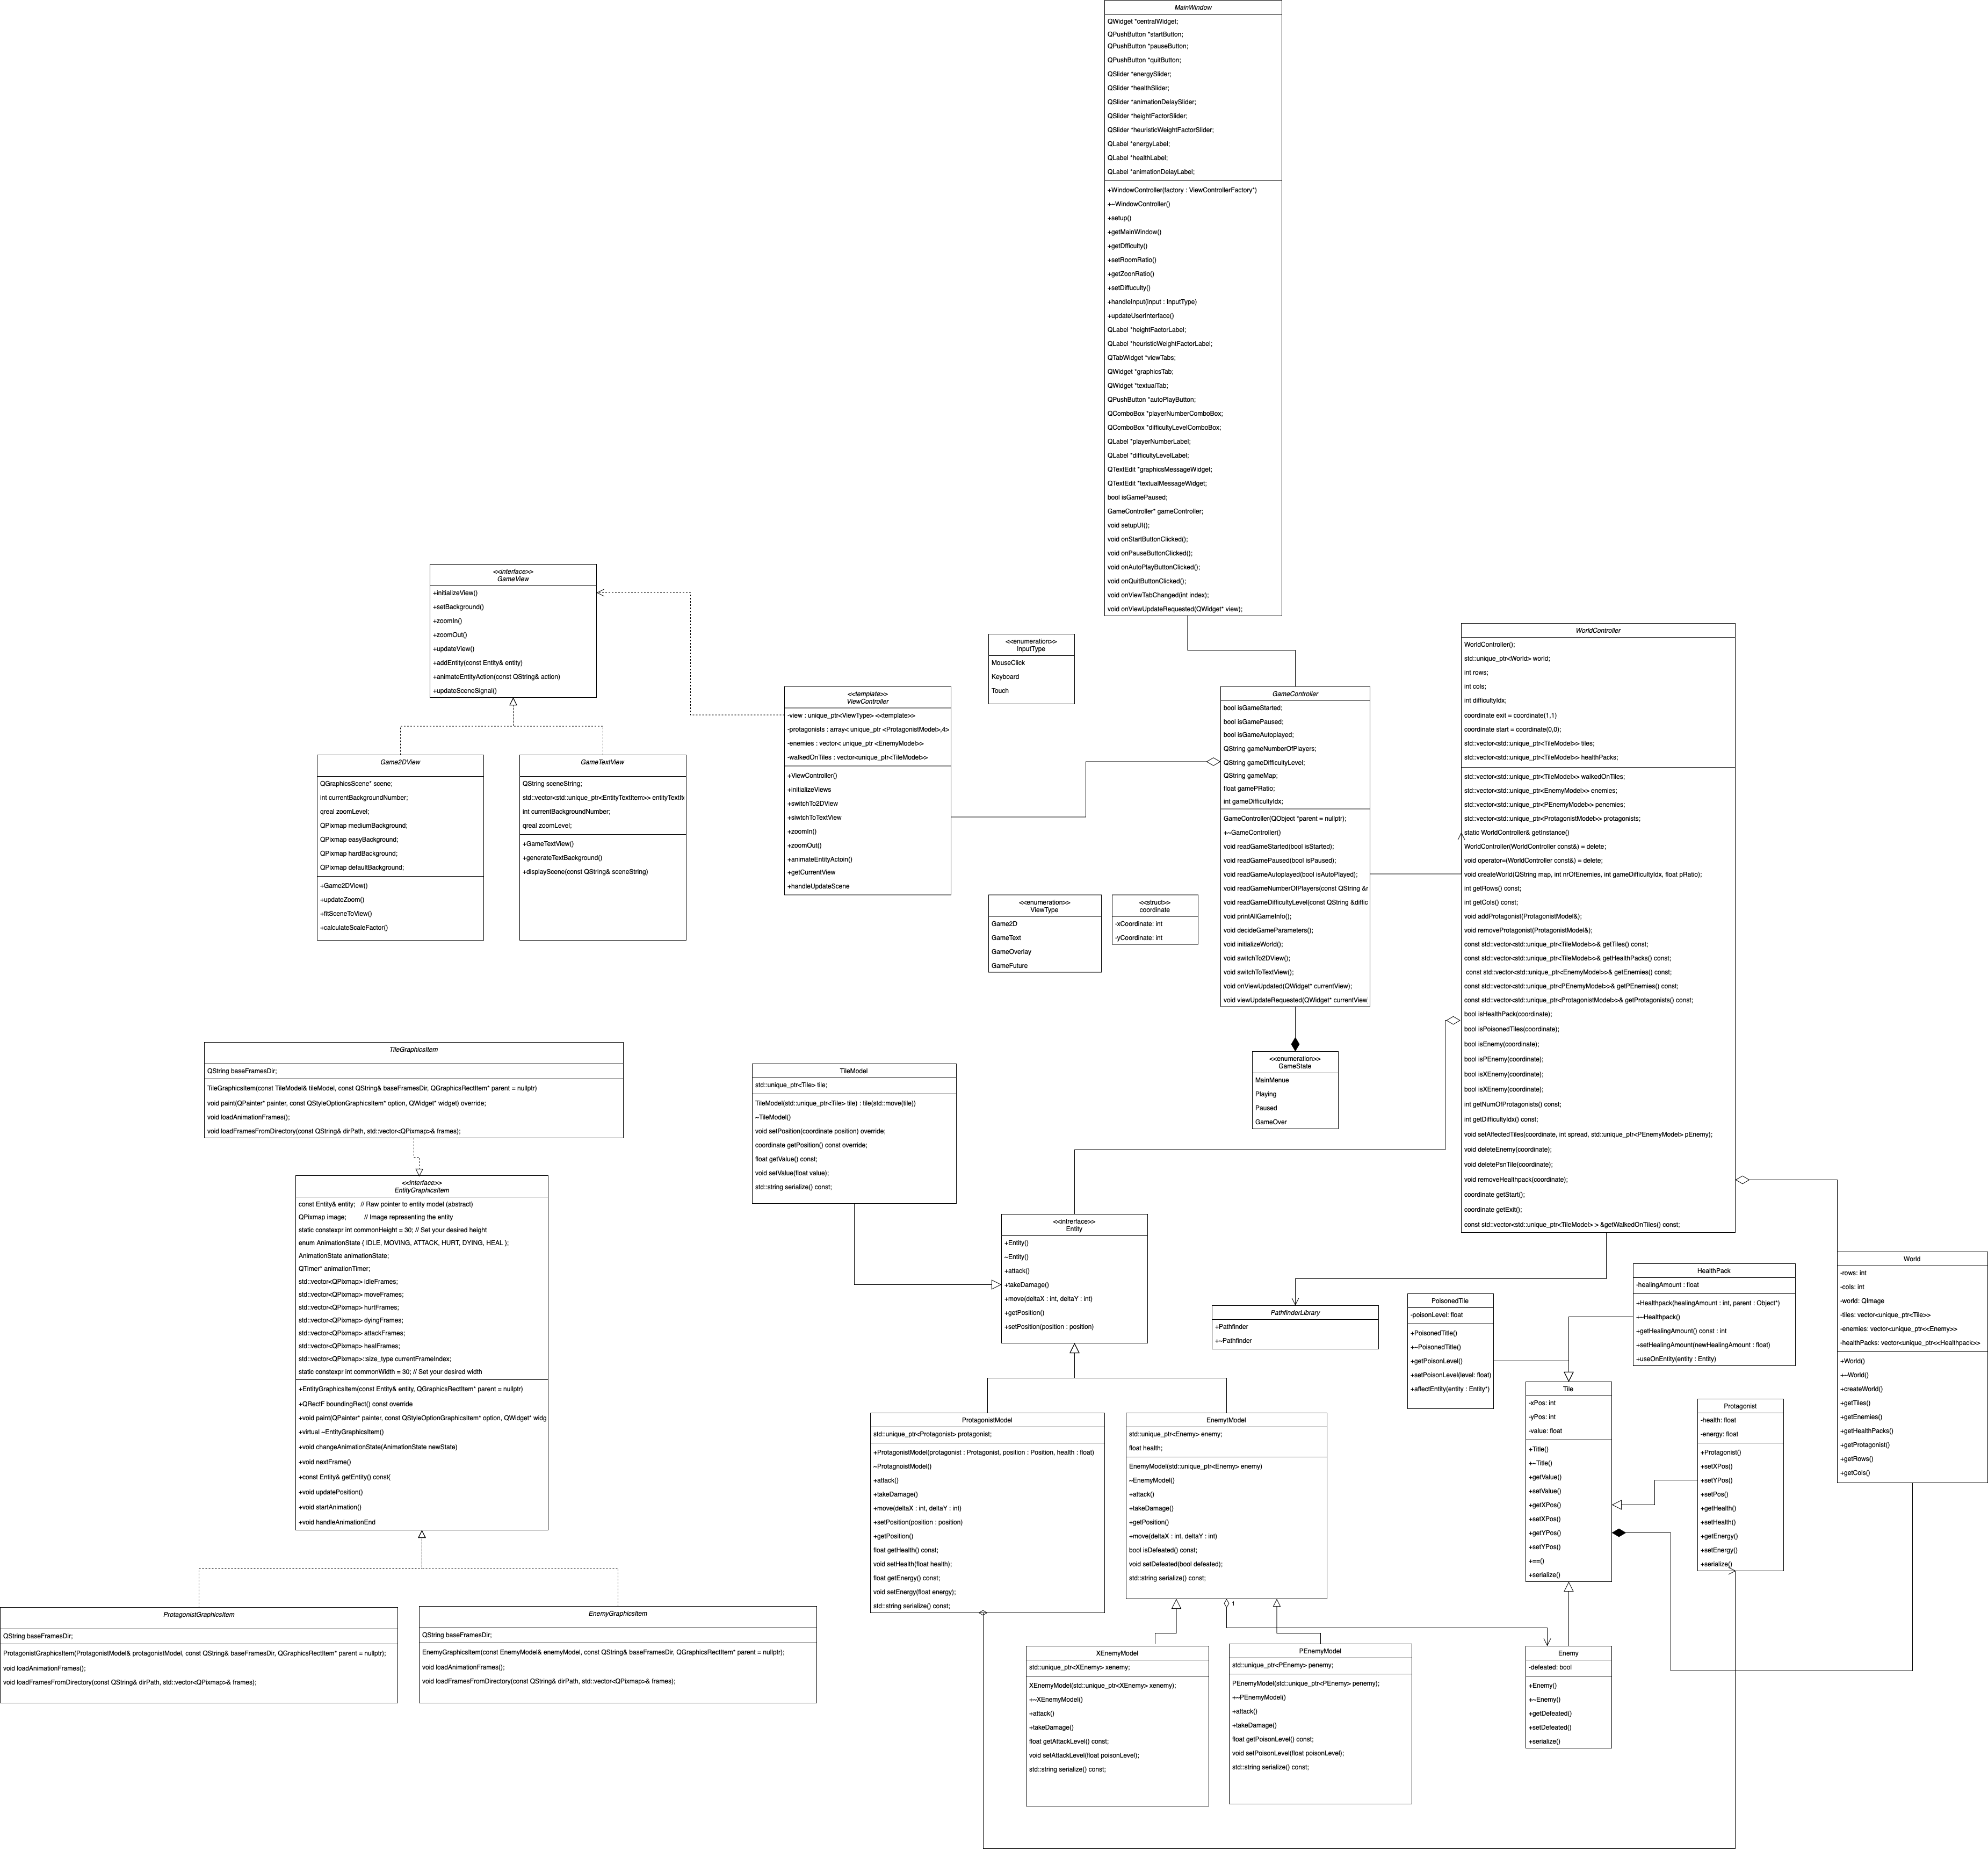 MainWindow
QWidget *centralWidget;
QPushButton *startButton;
QPushButton *pauseButton;
QPushButton *quitButton;
QSlider *energySlider;
QSlider *healthSlider;
QSlider *animationDelaySlider;
QSlider *heightFactorSlider;
QSlider *heuristicWeightFactorSlider;
QLabel *energyLabel;
QLabel *healthLabel;
QLabel *animationDelayLabel;
+WindowController(factory : ViewControllerFactory*)
+~WindowController()
+setup()
+getMainWindow()
+getDfficulty()
+setRoomRatio()
+getZoonRatio()
+setDiffuculty()
+handleInput(input : InputType)
+updateUserInterface()
QLabel *heightFactorLabel;
QLabel *heuristicWeightFactorLabel;
QTabWidget *viewTabs;
QWidget *graphicsTab;
QWidget *textualTab;
QPushButton *autoPlayButton;
QComboBox *playerNumberComboBox;
QComboBox *difficultyLevelComboBox;
QLabel *playerNumberLabel;
QLabel *difficultyLevelLabel;
QTextEdit *graphicsMessageWidget;
QTextEdit *textualMessageWidget;
bool isGamePaused;
GameController* gameController;
void setupUI();
void onStartButtonClicked();
void onPauseButtonClicked();
void onAutoPlayButtonClicked();
void onQuitButtonClicked();
void onViewTabChanged(int index);
void onViewUpdateRequested(QWidget* view);
<<interface>>
GameView
+initializeView()
+setBackground()
+zoomIn()
+zoomOut()
+updateView()
+addEntity(const Entity& entity)
+animateEntityAction(const QString& action)
+updateSceneSignal()
Game2DView
QGraphicsScene* scene;
int currentBackgroundNumber;
qreal zoomLevel;
QPixmap mediumBackground;
QPixmap easyBackground;
QPixmap hardBackground;
QPixmap defaultBackground;
+Game2DView()
+updateZoom()
+fitSceneToView()
+calculateScaleFactor()
GameTextView
QString sceneString;
std::vector<std::unique_ptr<EntityTextItem>> entityTextIte
int currentBackgroundNumber;
qreal zoomLevel;
+GameTextView()
+generateTextBackground()
+displayScene(const QString& sceneString)
<<template>>
ViewController
-view : unique_ptr<ViewType> <<template>>
-protagonists : array< unique_ptr <ProtagonistModel>,4>
-enemies : vector< unique_ptr <EnemyModel>>
-walkedOnTiles : vector<unique_ptr<TileModel>>
+ViewController()
+initializeViews
+switchTo2DView
+siwtchToTextView
+zoomIn()
+zoomOut()
+animateEntityActoin()
+getCurrentView
+handleUpdateScene
<<enumeration>>
InputType
MouseClick
Keyboard
Touch
<<enumeration>>
ViewType
Game2D
GameText
GameOverlay
GameFuture
<<struct>>
coordinate
-xCoordinate: int
-yCoordinate: int
GameController
bool isGameStarted;
bool isGamePaused;
bool isGameAutoplayed;
QString gameNumberOfPlayers;
QString gameDifficultyLevel;
QString gameMap;
float gamePRatio;
int gameDifficultyIdx;
GameController(QObject *parent = nullptr);
+~GameController()
void readGameStarted(bool isStarted);
void readGamePaused(bool isPaused);
void readGameAutoplayed(bool isAutoPlayed);
void readGameNumberOfPlayers(const QString &r
void readGameDifficultyLevel(const QString &diffic
void printAllGameInfo();
void decideGameParameters();
void initializeWorld();
void switchTo2DView();
void switchToTextView();
void onViewUpdated(QWidget* currentView);
void viewUpdateRequested(QWidget* currentView
<<enumeration>>
GameState
MainMenue
Playing
Paused
GameOver
WorldController
WorldController();
std::unique_ptr<World> world;
int rows;
int cols;
int difficultyIdx;
coordinate exit = coordinate(1,1)
coordinate start = coordinate(0,0);
std::vector<std::unique_ptr<TileModel>> tiles;
std::vector<std::unique_ptr<TileModel>> healthPacks;
std::vector<std::unique_ptr<TileModel>> walkedOnTiles;
std::vector<std::unique_ptr<EnemyModel>> enemies;
std::vector<std::unique_ptr<PEnemyModel>> penemies;
std::vector<std::unique_ptr<ProtagonistModel>> protagonists;
static WorldController& getInstance()
WorldController(WorldController const&) = delete;
void operator=(WorldController const&) = delete;
void createWorld(QString map, int nrOfEnemies, int gameDifficultyIdx, float pRatio);
int getRows() const;
int getCols() const;
void addProtagonist(ProtagonistModel&);
void removeProtagonist(ProtagonistModel&);
const std::vector<std::unique_ptr<TileModel>>& getTiles() const;
const std::vector<std::unique_ptr<TileModel>>& getHealthPacks() const;
const std::vector<std::unique_ptr<EnemyModel>>& getEnemies() const;
const std::vector<std::unique_ptr<PEnemyModel>>& getPEnemies() const;
const std::vector<std::unique_ptr<ProtagonistModel>>& getProtagonists() const;
bool isHealthPack(coordinate);
bool isPoisonedTiles(coordinate);
bool isEnemy(coordinate);
bool isPEnemy(coordinate);
bool isXEnemy(coordinate);
bool isXEnemy(coordinate);
int getNumOfProtagonists() const;
int getDifficultyIdx() const;
void setAffectedTiles(coordinate, int spread, std::unique_ptr<PEnemyModel> pEnemy);
void deleteEnemy(coordinate);
void deletePsnTile(coordinate);
void removeHealthpack(coordinate);
coordinate getStart();
coordinate getExit();
const std::vector<std::unique_ptr<TileModel> > &getWalkedOnTiles() const;
TileGraphicsItem
QString baseFramesDir;
TileGraphicsItem(const TileModel& tileModel, const QString& baseFramesDir, QGraphicsRectItem* parent = nullptr)
void paint(QPainter* painter, const QStyleOptionGraphicsItem* option, QWidget* widget) override;
void loadAnimationFrames();
void loadFramesFromDirectory(const QString& dirPath, std::vector<QPixmap>& frames);
<<interface>>
EntityGraphicsItem
const Entity& entity; // Raw pointer to entity model (abstract)
QPixmap image; // Image representing the entity
static constexpr int commonHeight = 30; // Set your desired height
enum AnimationState { IDLE, MOVING, ATTACK, HURT, DYING, HEAL };
AnimationState animationState;
QTimer* animationTimer;
std::vector<QPixmap> idleFrames;
std::vector<QPixmap> moveFrames;
std::vector<QPixmap> hurtFrames;
std::vector<QPixmap> dyingFrames;
std::vector<QPixmap> attackFrames;
std::vector<QPixmap> healFrames;
std::vector<QPixmap>::size_type currentFrameIndex;
static constexpr int commonWidth = 30; // Set your desired width
+EntityGraphicsItem(const Entity& entity, QGraphicsRectItem* parent = nullptr)
+QRectF boundingRect() const override
+void paint(QPainter* painter, const QStyleOptionGraphicsItem* option, QWidget* widg
+virtual ~EntityGraphicsItem()
+void changeAnimationState(AnimationState newState)
+void nextFrame()
+const Entity& getEntity() const(
+void updatePosition()
+void startAnimation()
+void handleAnimationEnd
ProtagonistGraphicsItem
QString baseFramesDir;
ProtagonistGraphicsItem(ProtagonistModel& protagonistModel, const QString& baseFramesDir, QGraphicsRectItem* parent = nullptr);
void loadAnimationFrames();
void loadFramesFromDirectory(const QString& dirPath, std::vector<QPixmap>& frames);
EnemyGraphicsItem
QString baseFramesDir;
EnemyGraphicsItem(const EnemyModel& enemyModel, const QString& baseFramesDir, QGraphicsRectItem* parent = nullptr);
void loadAnimationFrames();
void loadFramesFromDirectory(const QString& dirPath, std::vector<QPixmap>& frames);
TileModel
std::unique_ptr<Tile> tile;
TileModel(std::unique_ptr<Tile> tile) : tile(std::move(tile))
~TileModel()
void setPosition(coordinate position) override;
coordinate getPosition() const override;
float getValue() const;
void setValue(float value);
std::string serialize() const;
<<intrerface>>
Entity
+Entity()
~Entity()
+attack()
+takeDamage()
+move(deltaX : int, deltaY : int)
+getPosition()
+setPosition(position : position)
PathfinderLibrary
+Pathfinder
+~Pathfinder
PoisonedTile
-poisonLevel: float
+PoisonedTitle()
+~PoisonedTitle()
+getPoisonLevel()
+setPoisonLevel(level: float)
+affectEntity(entity : Entity*)
HealthPack
-healingAmount : float
+Healthpack(healingAmount : int, parent : Object*)
+~Healthpack()
+getHealingAmount() const : int
+setHealingAmount(newHealingAmount : float)
+useOnEntity(entity : Entity)
World
-rows: int
-cols: int
-world: QImage
-tiles: vector<unique_ptr<Tile>>
-enemies: vector<unique_ptr<<Enemy>>
-healthPacks: vector<unique_ptr<<Healthpack>>
+World()
+~World()
+createWorld()
+getTiles()
+getEnemies()
+getHealthPacks()
+getProtagonist()
+getRows()
+getCols()
Tile
-xPos: int
-yPos: int
-value: float
+Title()
+~Title()
+getValue()
+setValue()
+getXPos()
+setXPos()
+getYPos()
+setYPos()
+==()
+serialize()
Protagonist
-health: float
-energy: float
+Protagonist()
+setXPos()
+setYPos()
+setPos()
+getHealth()
+setHealth()
+getEnergy()
+setEnergy()
+serialize()
ProtagonistModel
std::unique_ptr<Protagonist> protagonist;
+ProtagonistModel(protagonist : Protagonist, position : Position, health : float)
~ProtagnoistModel()
+attack()
+takeDamage()
+move(deltaX : int, deltaY : int)
+setPosition(position : position)
+getPosition()
float getHealth() const;
void setHealth(float health);
float getEnergy() const;
void setEnergy(float energy);
std::string serialize() const;
EnemytModel
std::unique_ptr<Enemy> enemy;
float health;
EnemyModel(std::unique_ptr<Enemy> enemy)
~EnemyModel()
+attack()
+takeDamage()
+getPosition()
+move(deltaX : int, deltaY : int)
bool isDefeated() const;
void setDefeated(bool defeated);
std::string serialize() const;
1
XEnemyModel
std::unique_ptr<XEnemy> xenemy;
XEnemyModel(std::unique_ptr<XEnemy> xenemy);
+~XEnemyModel()
+attack()
+takeDamage()
float getAttackLevel() const;
void setAttackLevel(float poisonLevel);
std::string serialize() const;
PEnemyModel
std::unique_ptr<PEnemy> penemy;
PEnemyModel(std::unique_ptr<PEnemy> penemy);
+~PEnemyModel()
+attack()
+takeDamage()
float getPoisonLevel() const;
void setPoisonLevel(float poisonLevel);
std::string serialize() const;
Enemy
-defeated: bool
+Enemy()
+~Enemy()
+getDefeated()
+setDefeated()
+serialize()